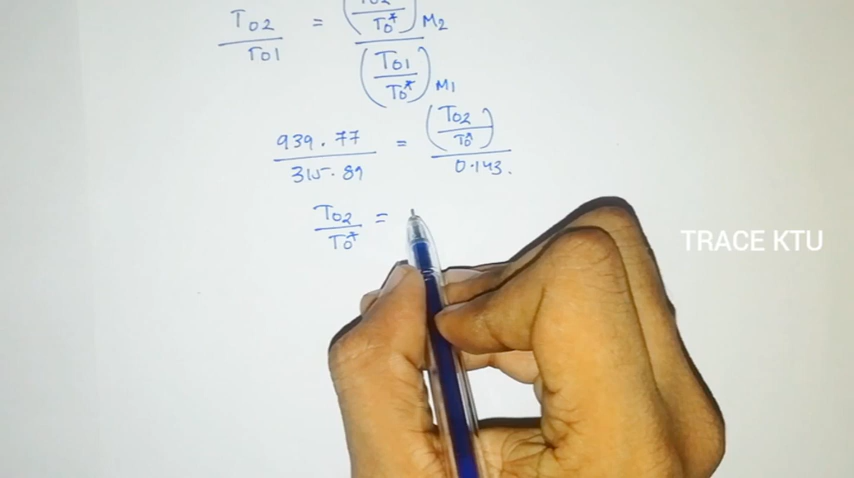 T02/T01 = (T02/T0*)M2 / (T01/T0*)M1
939.77/315.89 = (T02/T0*)/0.143.
T02/T0* =
TRACE KTU